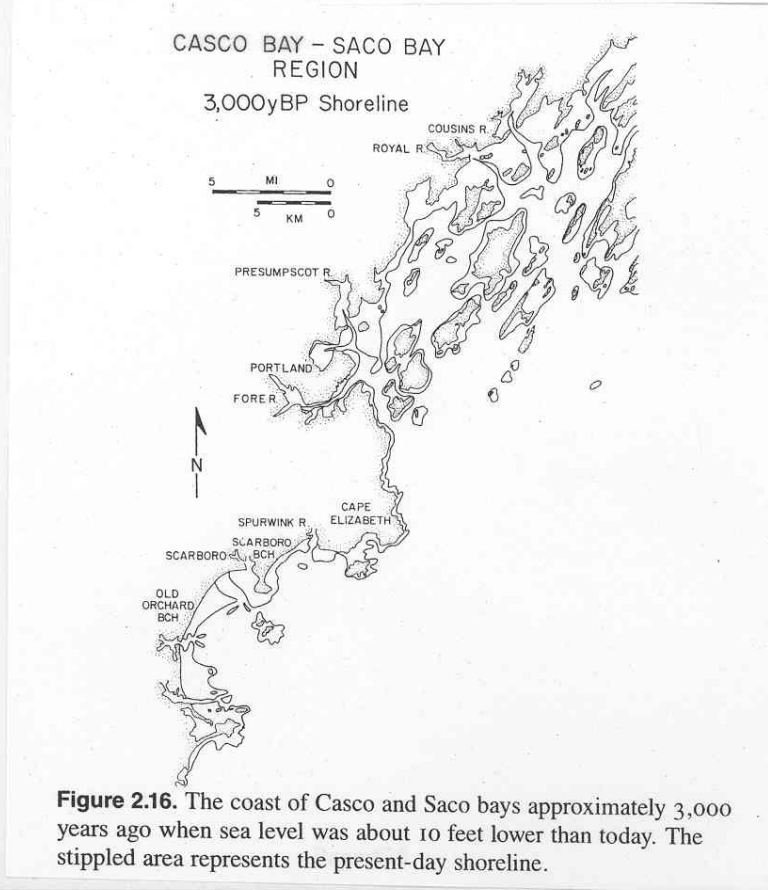 CASCO BAY – SACO BAY
REGION
3,000yBP Shoreline
COUSINS R.
ROYAL R.
5 MI 0
5 KM 0
PRESUMPSCOT R.
PORTLAND
FORE R.
N
CAPE
ELIZABETH
SPURWINK R.
SCARBORO
BCH.
SCARBORO
OLD
ORCHARD
BCH
Figure 2.16. The coast of Casco and Saco bays approximately 3,000
years ago when sea level was about 10 feet lower than today. The
stippled area represents the present-day shoreline.